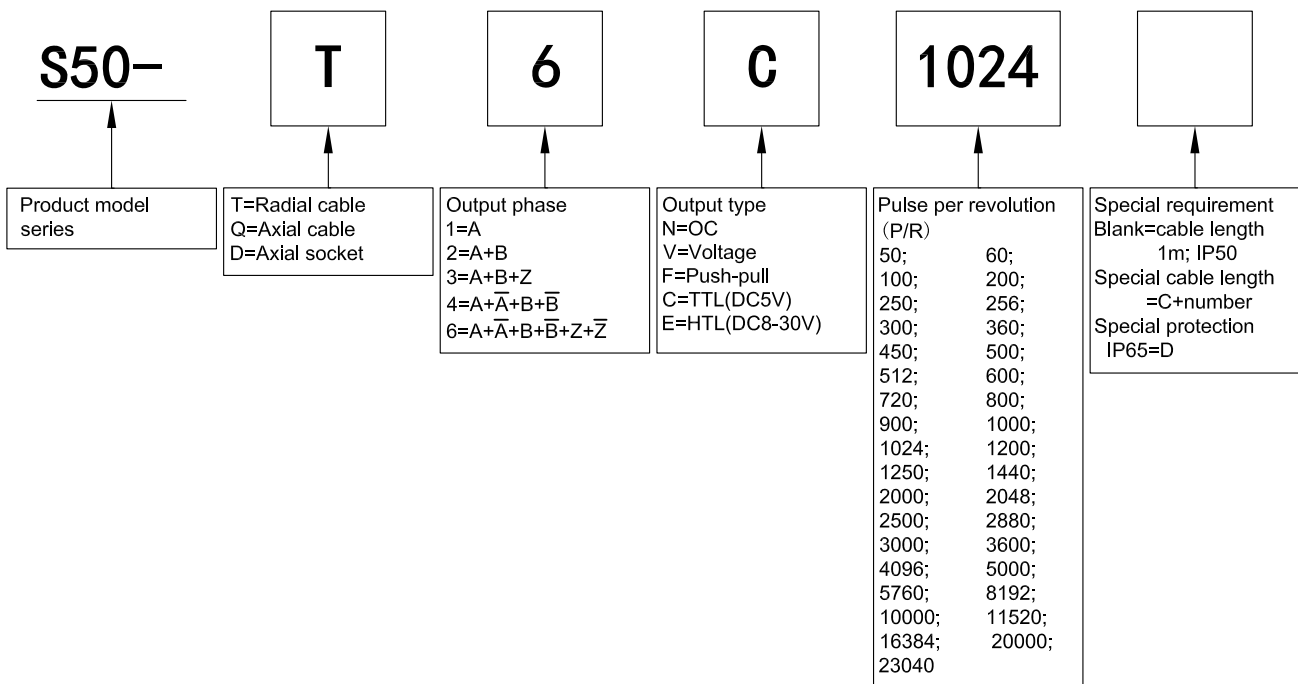 S50- T 6 C 1024
Product model
series
T=Radial cable
Q=Axial cable
D=Axial socket
Output phase
1=A
2=A+B
3=A+B+Z
4=A+A̅+B+B̅
6=A+A̅+B+B̅+Z+Z̅
Output type
N=OC
V=Voltage
F=Push-pull
C=TTL(DC5V)
E=HTL(DC8-30V)
Pulse per revolution
（P/R）
50; 60;
100; 200;
250; 256;
300; 360;
450; 500;
512; 600;
720; 800;
900; 1000;
1024; 1200;
1250; 1440;
2000; 2048;
2500; 2880;
3000; 3600;
4096; 5000;
5760; 8192;
10000; 11520;
16384; 20000;
23040
Special requirement
Blank=cable length
1m; IP50
Special cable length
=C+number
Special protection
IP65=D